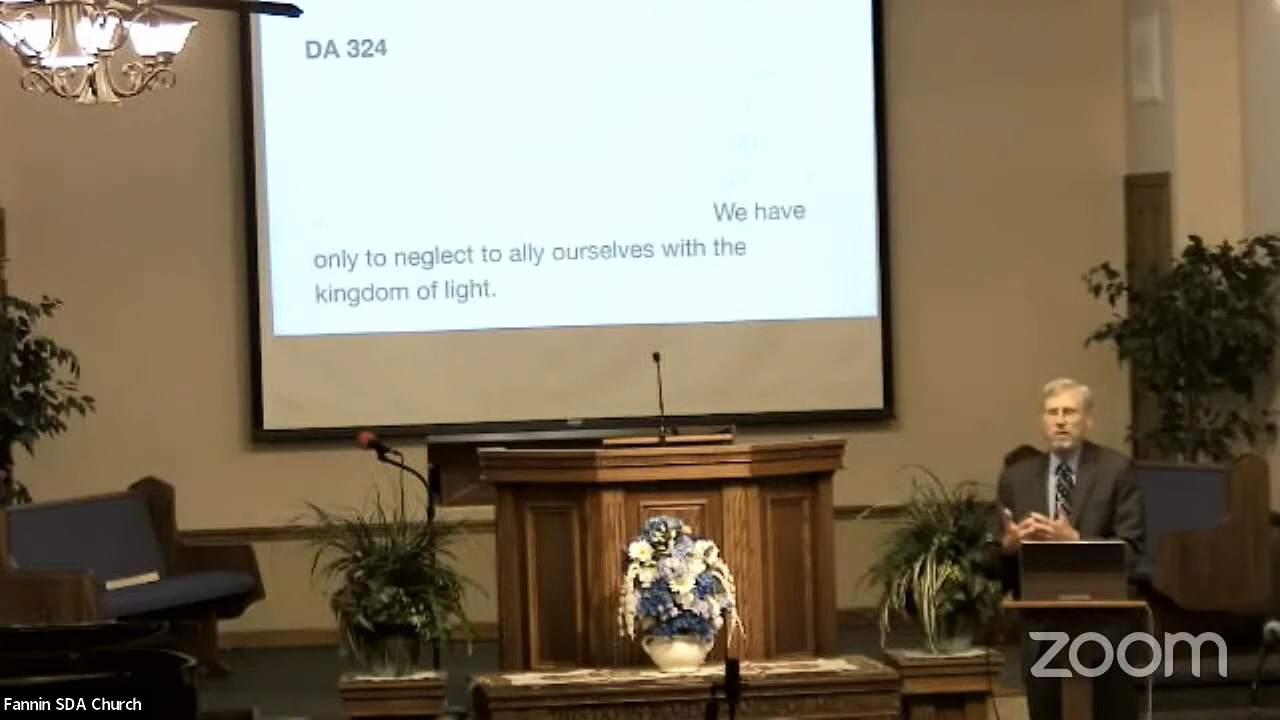 DA 324
We have
only to neglect to ally ourselves with the
kingdom of light.
zoom
Fannin SDA Church